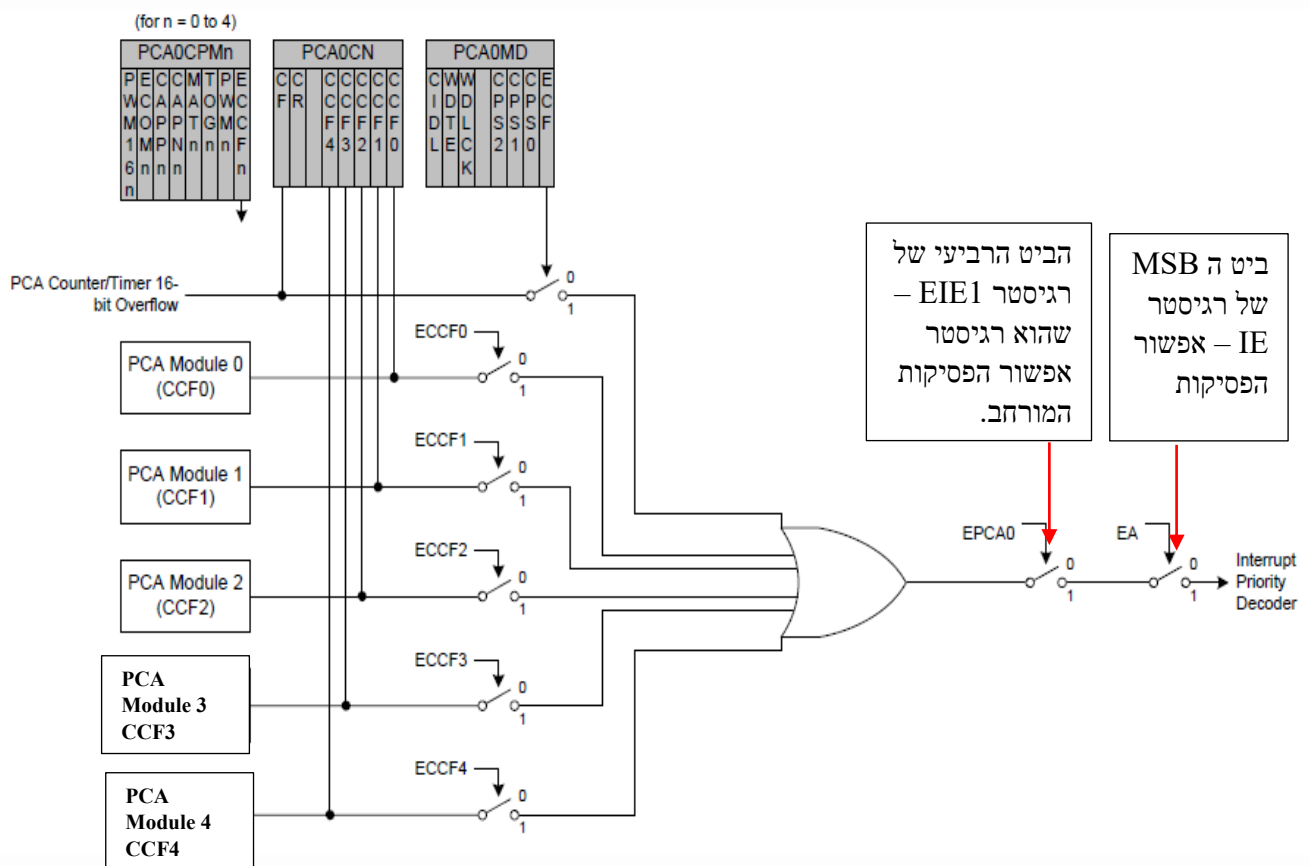 (for n = 0 to 4)
PCA0CPMn
PWM16n ECOMn CAPPn CAPNn MATn TOGn PWMn ECCFn
PCA0CN
CF CR CCF4 CCF3 CCF2 CCF1 CCF0
PCA0MD
CIDL WDTE WDLCK CPS2 CPS1 CPS0 ECF
הביט הרביעי של
רגיסטר EIE1 –
שהוא רגיסטר
אפשור הפסיקות
המורחב.
ביט ה MSB
של רגיסטר
IE – אפשור
הפסיקות
PCA Counter/Timer 16-
bit Overflow
0
1
PCA Module 0
(CCF0)
ECCF0
0
1
PCA Module 1
(CCF1)
ECCF1
0
1
PCA Module 2
(CCF2)
ECCF2
0
1
PCA
Module 3
CCF3
ECCF3
0
1
PCA
Module 4
CCF4
ECCF4
0
1
EPCA0
0
1
EA
0
1
Interrupt
Priority
Decoder